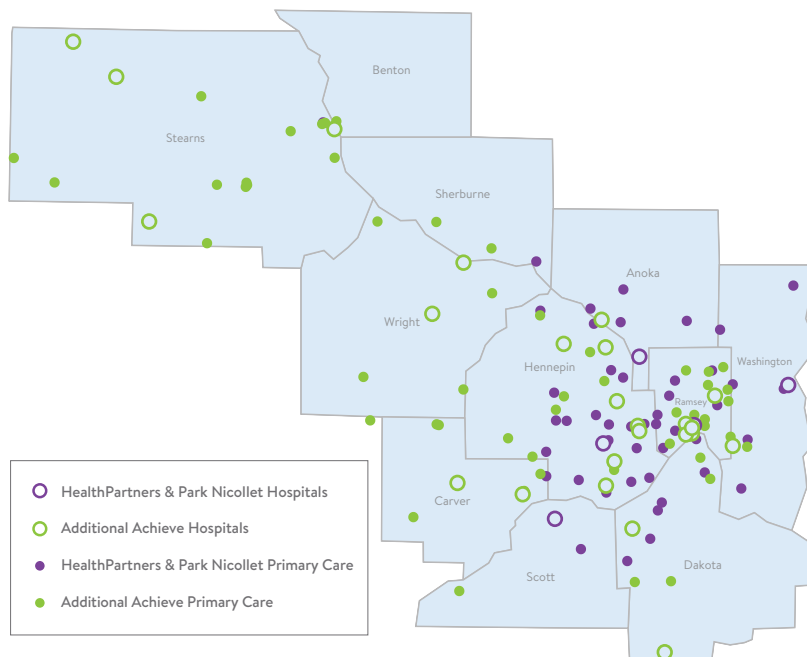 Benton
Stearns
Sherburne
Anoka
Wright
Hennepin
Washington
Ramsey
Carver
Scott
Dakota
HealthPartners & Park Nicollet Hospitals
Additional Achieve Hospitals
HealthPartners & Park Nicollet Primary Care
Additional Achieve Primary Care